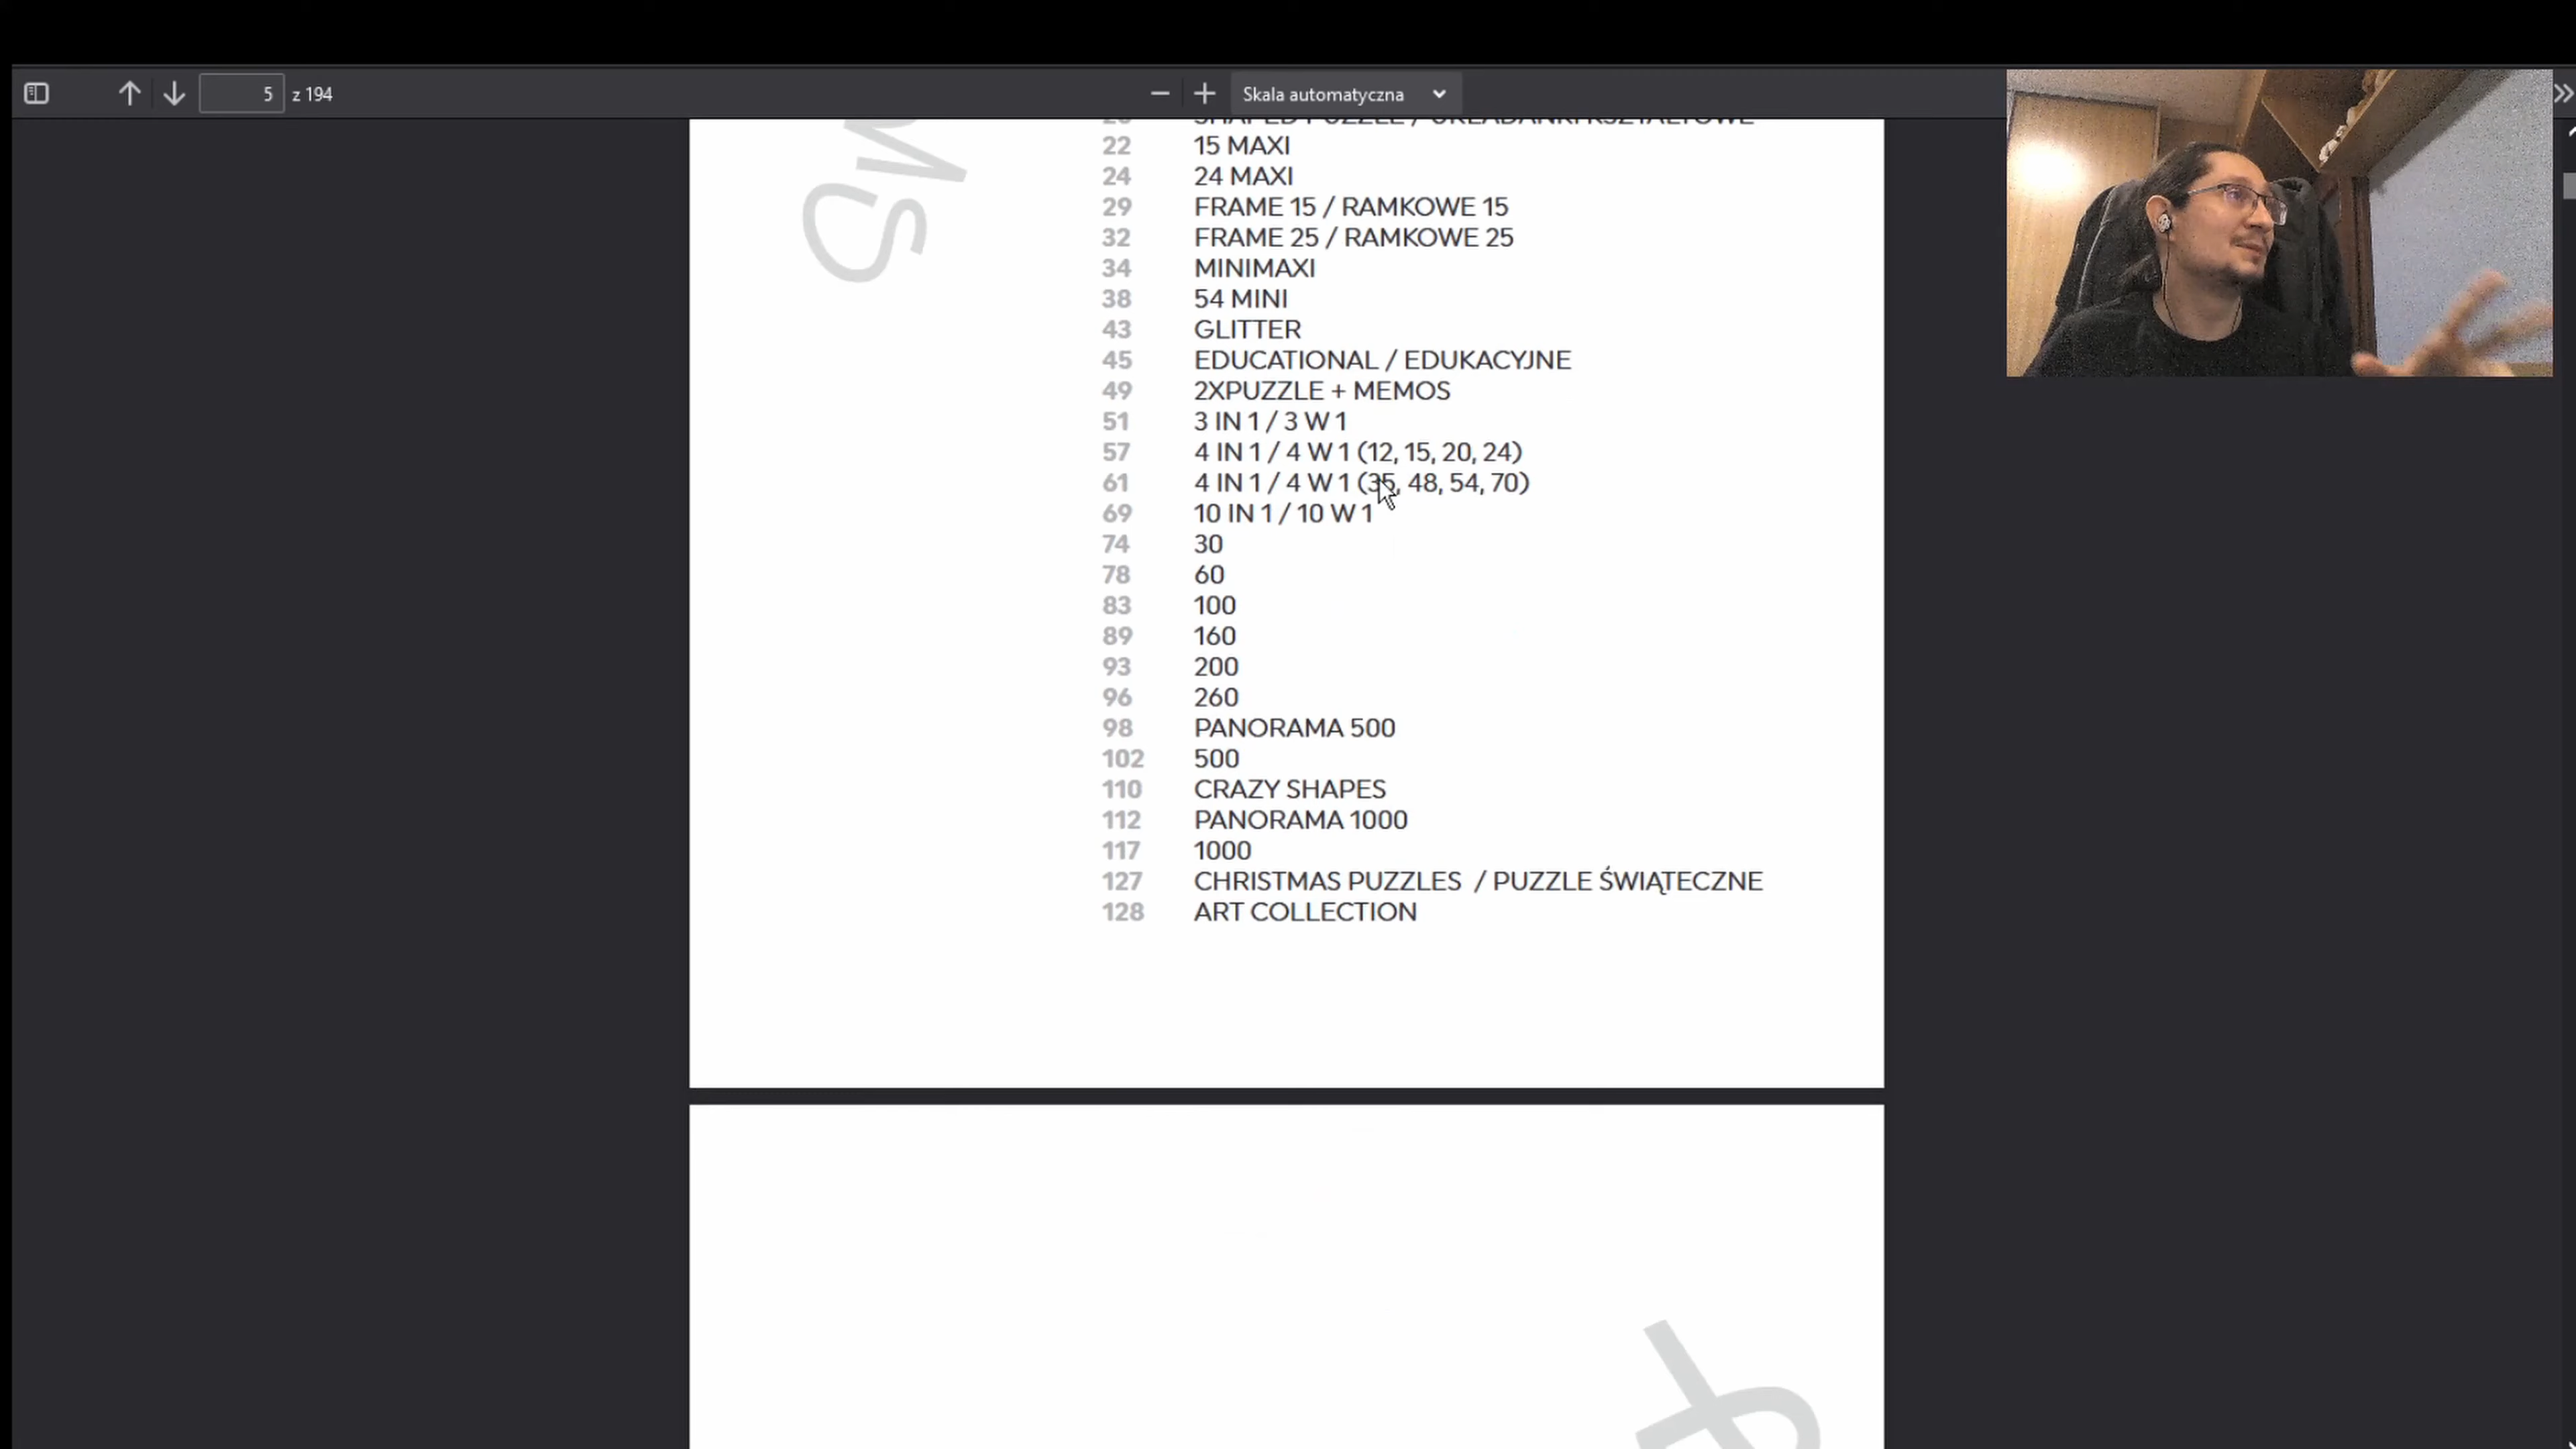 5 z 194
Skala automatyczna
20 SHAPED PUZZLE / UKŁADANKI KSZTAŁTOWE
22 15 MAXI
24 24 MAXI
29 FRAME 15 / RAMKOWE 15
32 FRAME 25 / RAMKOWE 25
34 MINIMAXI
38 54 MINI
43 GLITTER
45 EDUCATIONAL / EDUKACYJNE
49 2XPUZZLE + MEMOS
51 3 IN 1 / 3 W 1
57 4 IN 1 / 4 W 1 (12, 15, 20, 24)
61 4 IN 1 / 4 W 1 (35, 48, 54, 70)
69 10 IN 1 / 10 W 1
74 30
78 60
83 100
89 160
93 200
96 260
98 PANORAMA 500
102 500
110 CRAZY SHAPES
112 PANORAMA 1000
117 1000
127 CHRISTMAS PUZZLES / PUZZLE ŚWIĄTECZNE
128 ART COLLECTION